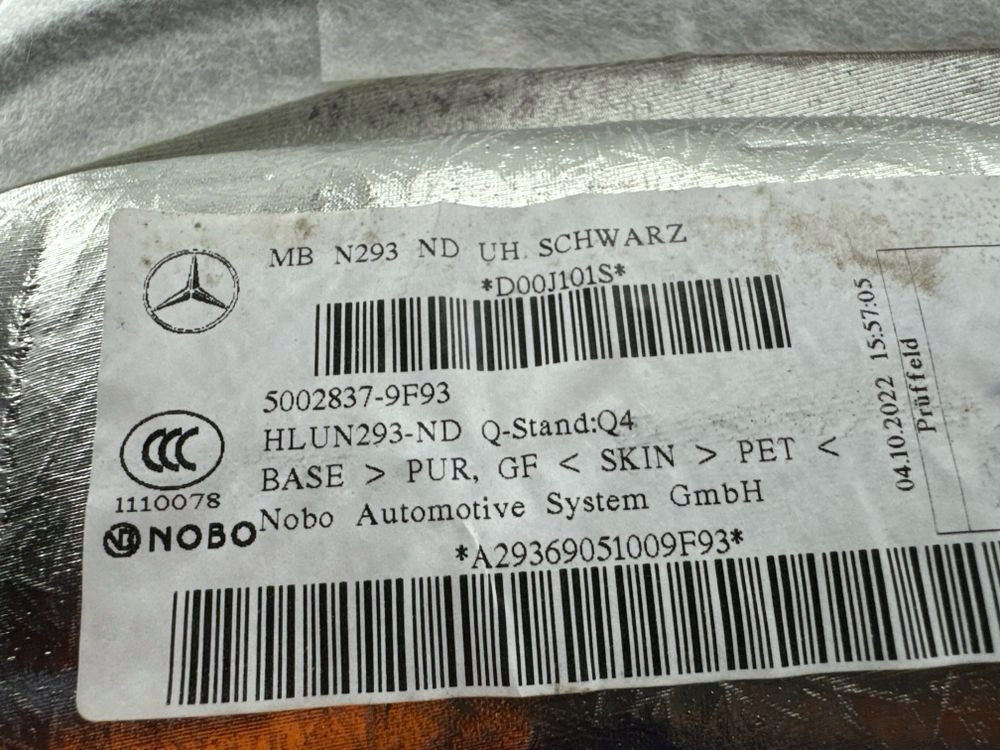 MB N293 ND UH. SCHWARZ
*D00J101S*
5002837-9F93
HLUN293-ND Q-Stand:Q4
BASE > PUR, GF < SKIN > PET <
CCC
1110078
NOBO
Nobo Automotive System GmbH
*A29369051009F93*
04.10.2022 15:57:05
Prüffeld